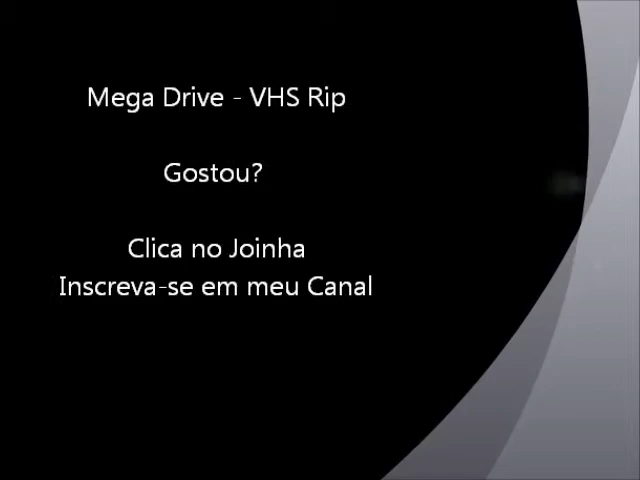 Mega Drive - VHS Rip
Gostou?
Clica no Joinha
Inscreva-se em meu Canal